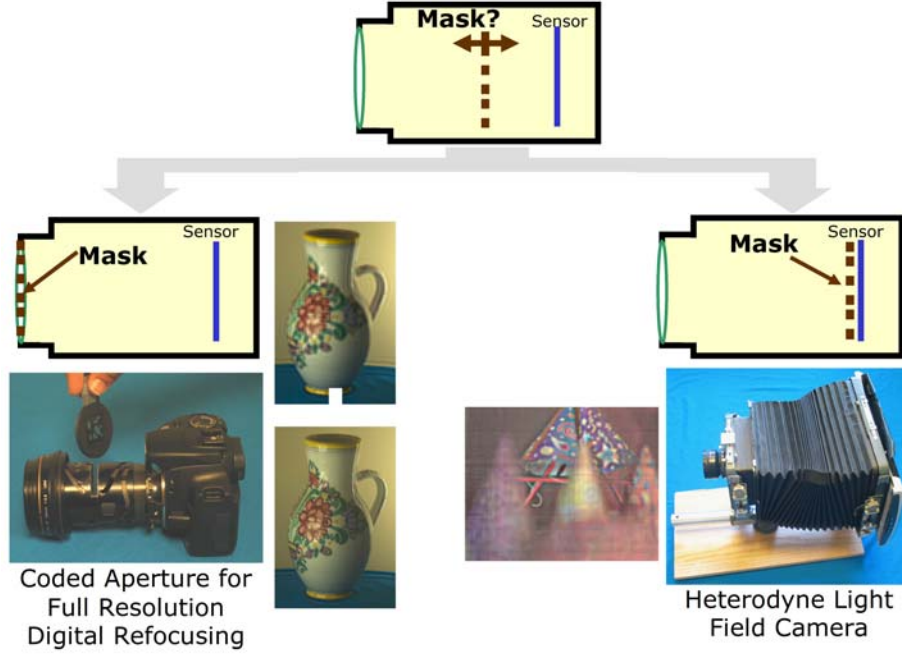 Mask?
Sensor
Sensor
Mask
Sensor
Mask
Coded Aperture for
Full Resolution
Digital Refocusing
Heterodyne Light
Field Camera